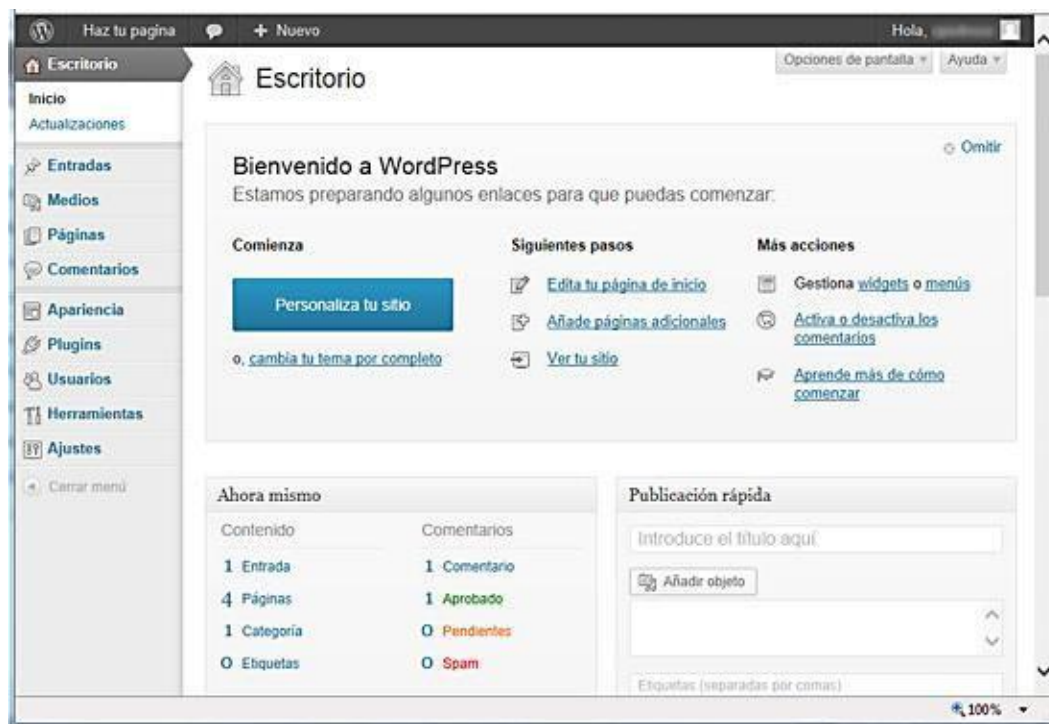 Haz tu pagina + Nuevo Hola,
Escritorio
Inicio
Actualizaciones
Entradas
Medios
Páginas
Comentarios
Apariencia
Plugins
Usuarios
Herramientas
Ajustes
Cerrar menú
Opciones de pantalla Ayuda
Escritorio
Omitir
Bienvenido a WordPress
Estamos preparando algunos enlaces para que puedas comenzar:
Comienza
Personaliza tu sitio
o, cambia tu tema por completo
Siguientes pasos
Edita tu página de inicio
Añade páginas adicionales
Ver tu sitio
Más acciones
Gestiona widgets o menús
Activa o desactiva los
comentarios
Aprende más de cómo
comenzar
Ahora mismo
Contenido
1 Entrada
4 Páginas
1 Categoría
0 Etiquetas
Comentarios
1 Comentario
1 Aprobado
0 Pendientes
0 Spam
Publicación rápida
Introduce el título aquí
Añadir objeto
Etiquetas (separadas por comas)
100%